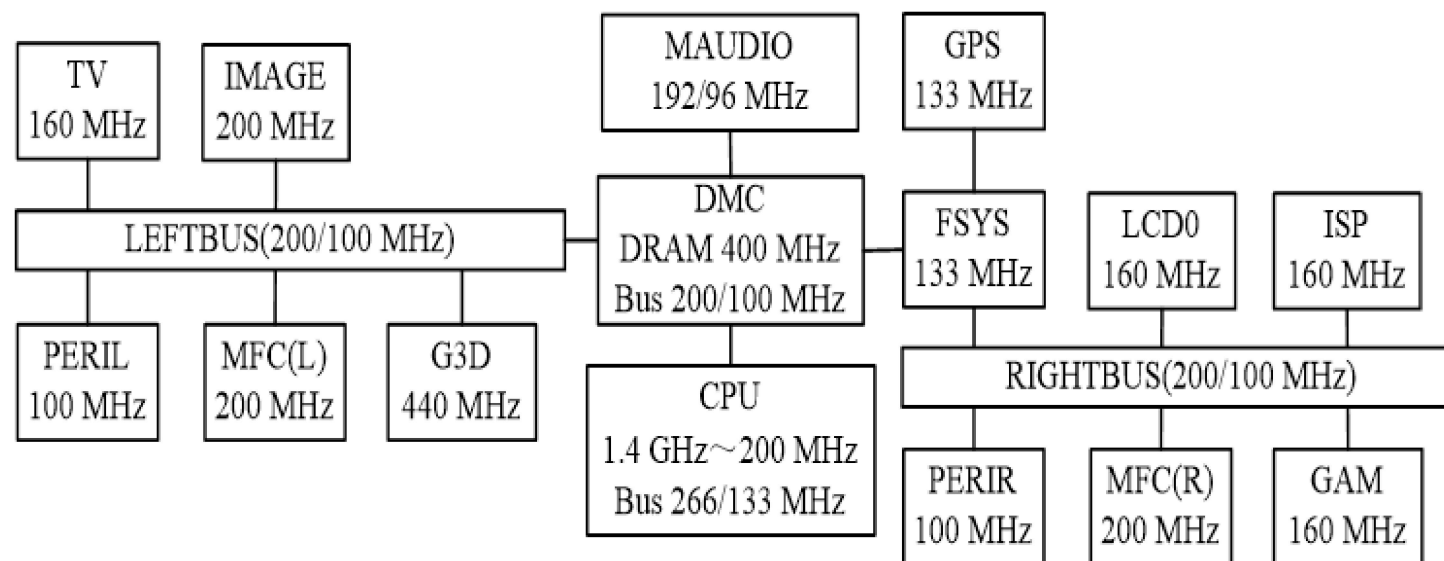 TV
160 MHz
IMAGE
200 MHz
MAUDIO
192/96 MHz
GPS
133 MHz
LEFTBUS(200/100 MHz)
DMC
DRAM 400 MHz
Bus 200/100 MHz
FSYS
133 MHz
LCD0
160 MHz
ISP
160 MHz
PERIL
100 MHz
MFC(L)
200 MHz
G3D
440 MHz
CPU
1.4 GHz~200 MHz
Bus 266/133 MHz
RIGHTBUS(200/100 MHz)
PERIR
100 MHz
MFC(R)
200 MHz
GAM
160 MHz